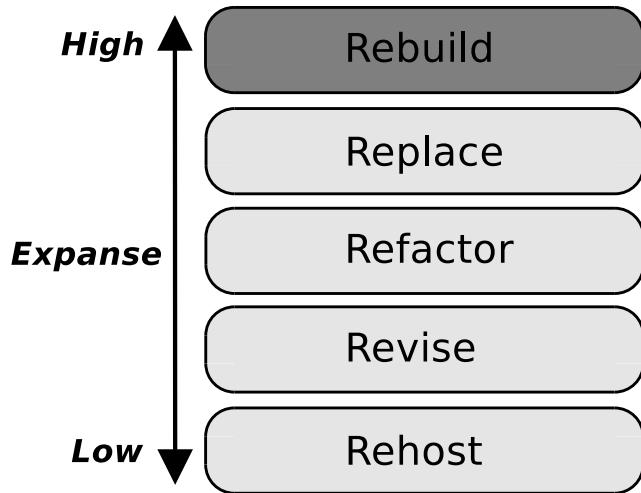 High
Rebuild
Replace
Expanse
Refactor
Revise
Low
Rehost